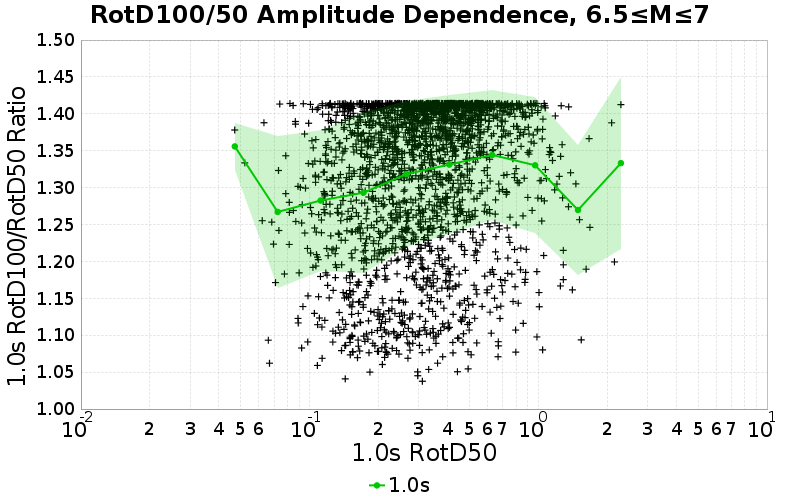 RotD100/50 Amplitude Dependence, 6.5≤M≤7
1.0s RotD100/RotD50 Ratio
1.50
1.45
1.40
1.35
1.30
1.25
1.20
1.15
1.10
1.05
1.00
10^-2 2 3 4 5 6 10^-1 2 3 4 5 6 7 10^0 2 3 4 5 6 7 10^1
1.0s RotD50
1.0s